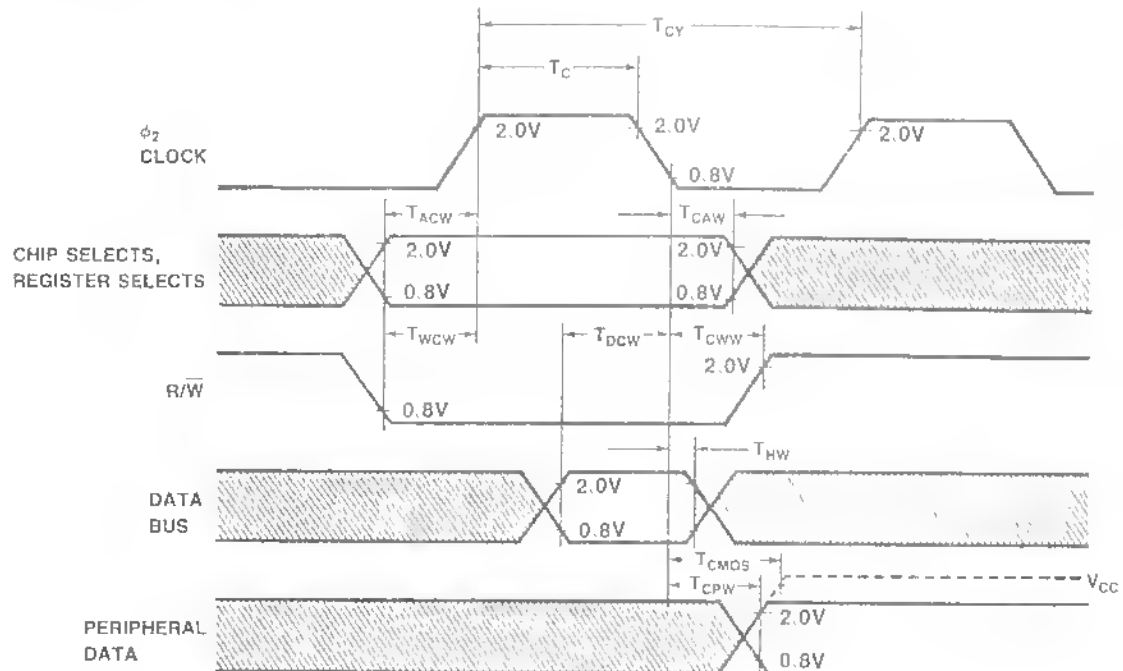 T_CY
T_C
φ₂
CLOCK
2.0V
2.0V
2.0V
0.8V
T_ACW
T_CAW
CHIP SELECTS,
REGISTER SELECTS
2.0V
2.0V
0.8V
0.8V
T_WCW
T_DCW
T_CWW
R/W̅
2.0V
0.8V
T_HW
DATA
BUS
2.0V
0.8V
T_CMOS
T_CPW
V_CC
PERIPHERAL
DATA
2.0V
0.8V